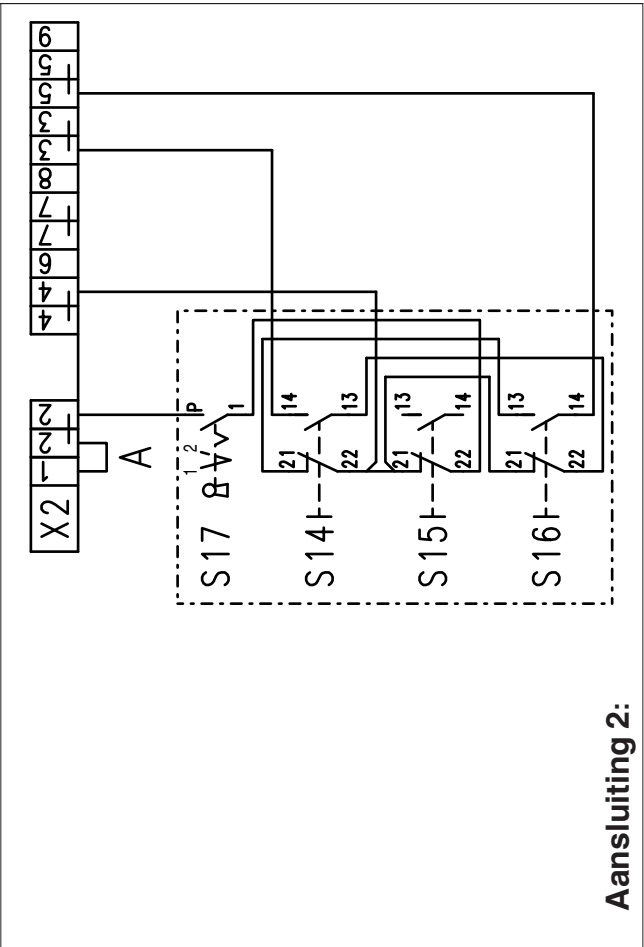 X2 1 2 2 4 4 6 7 7 8 3 3 5 5 9
A
S17 1 2 P 1
S14 21 22 14 13
S15 21 22 13 14
S16 21 22 13 14
Aansluiting 2: